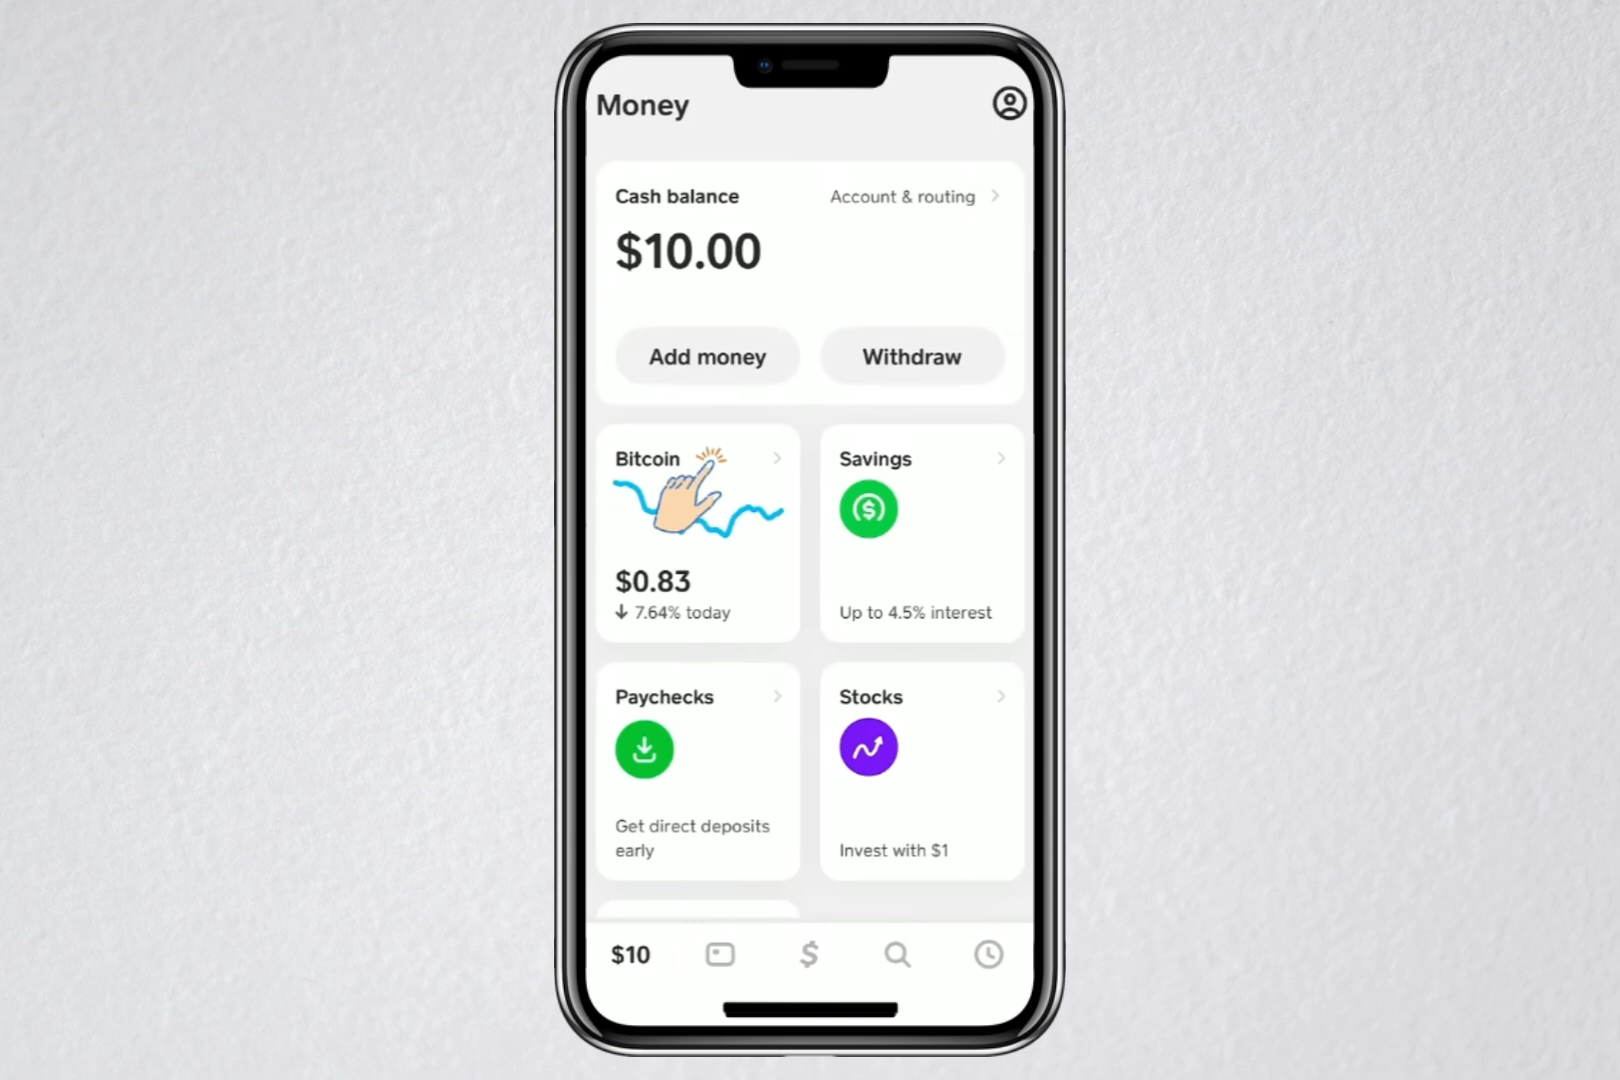 Money
Cash balance
Account & routing
$10.00
Add money
Withdraw
Bitcoin
$0.83
7.64% today
Savings
Up to 4.5% interest
Paychecks
Get direct deposits
early
Stocks
Invest with $1
$10